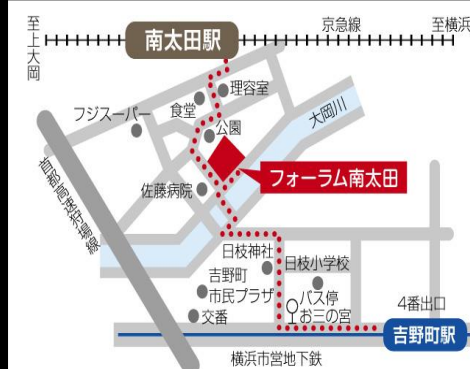 至上大岡
南太田駅
京急線
至横浜
フジスーパー
食堂
理容室
公園
大岡川
佐藤病院
フォーラム南太田
首都高速狩場線
日枝神社
日枝小学校
吉野町
市民プラザ
バス停
お三の宮
4番出口
交番
吉野町駅
横浜市営地下鉄